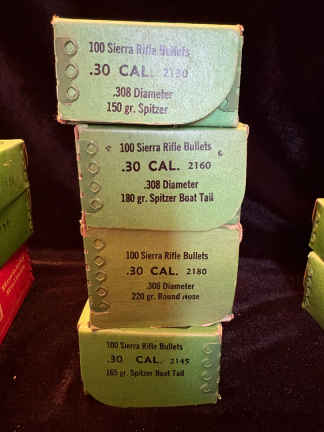 100 Sierra Rifle Bullets
.30 CAL. 2130
.308 Diameter
150 gr. Spitzer
100 Sierra Rifle Bullets
.30 CAL. 2160
.308 Diameter
180 gr. Spitzer Boat Tail
100 Sierra Rifle Bullets
.30 CAL. 2180
.308 Diameter
220 gr. Round Nose
100 Sierra Rifle Bullets
.30 CAL. 2145
165 gr. Spitzer Boat Tail